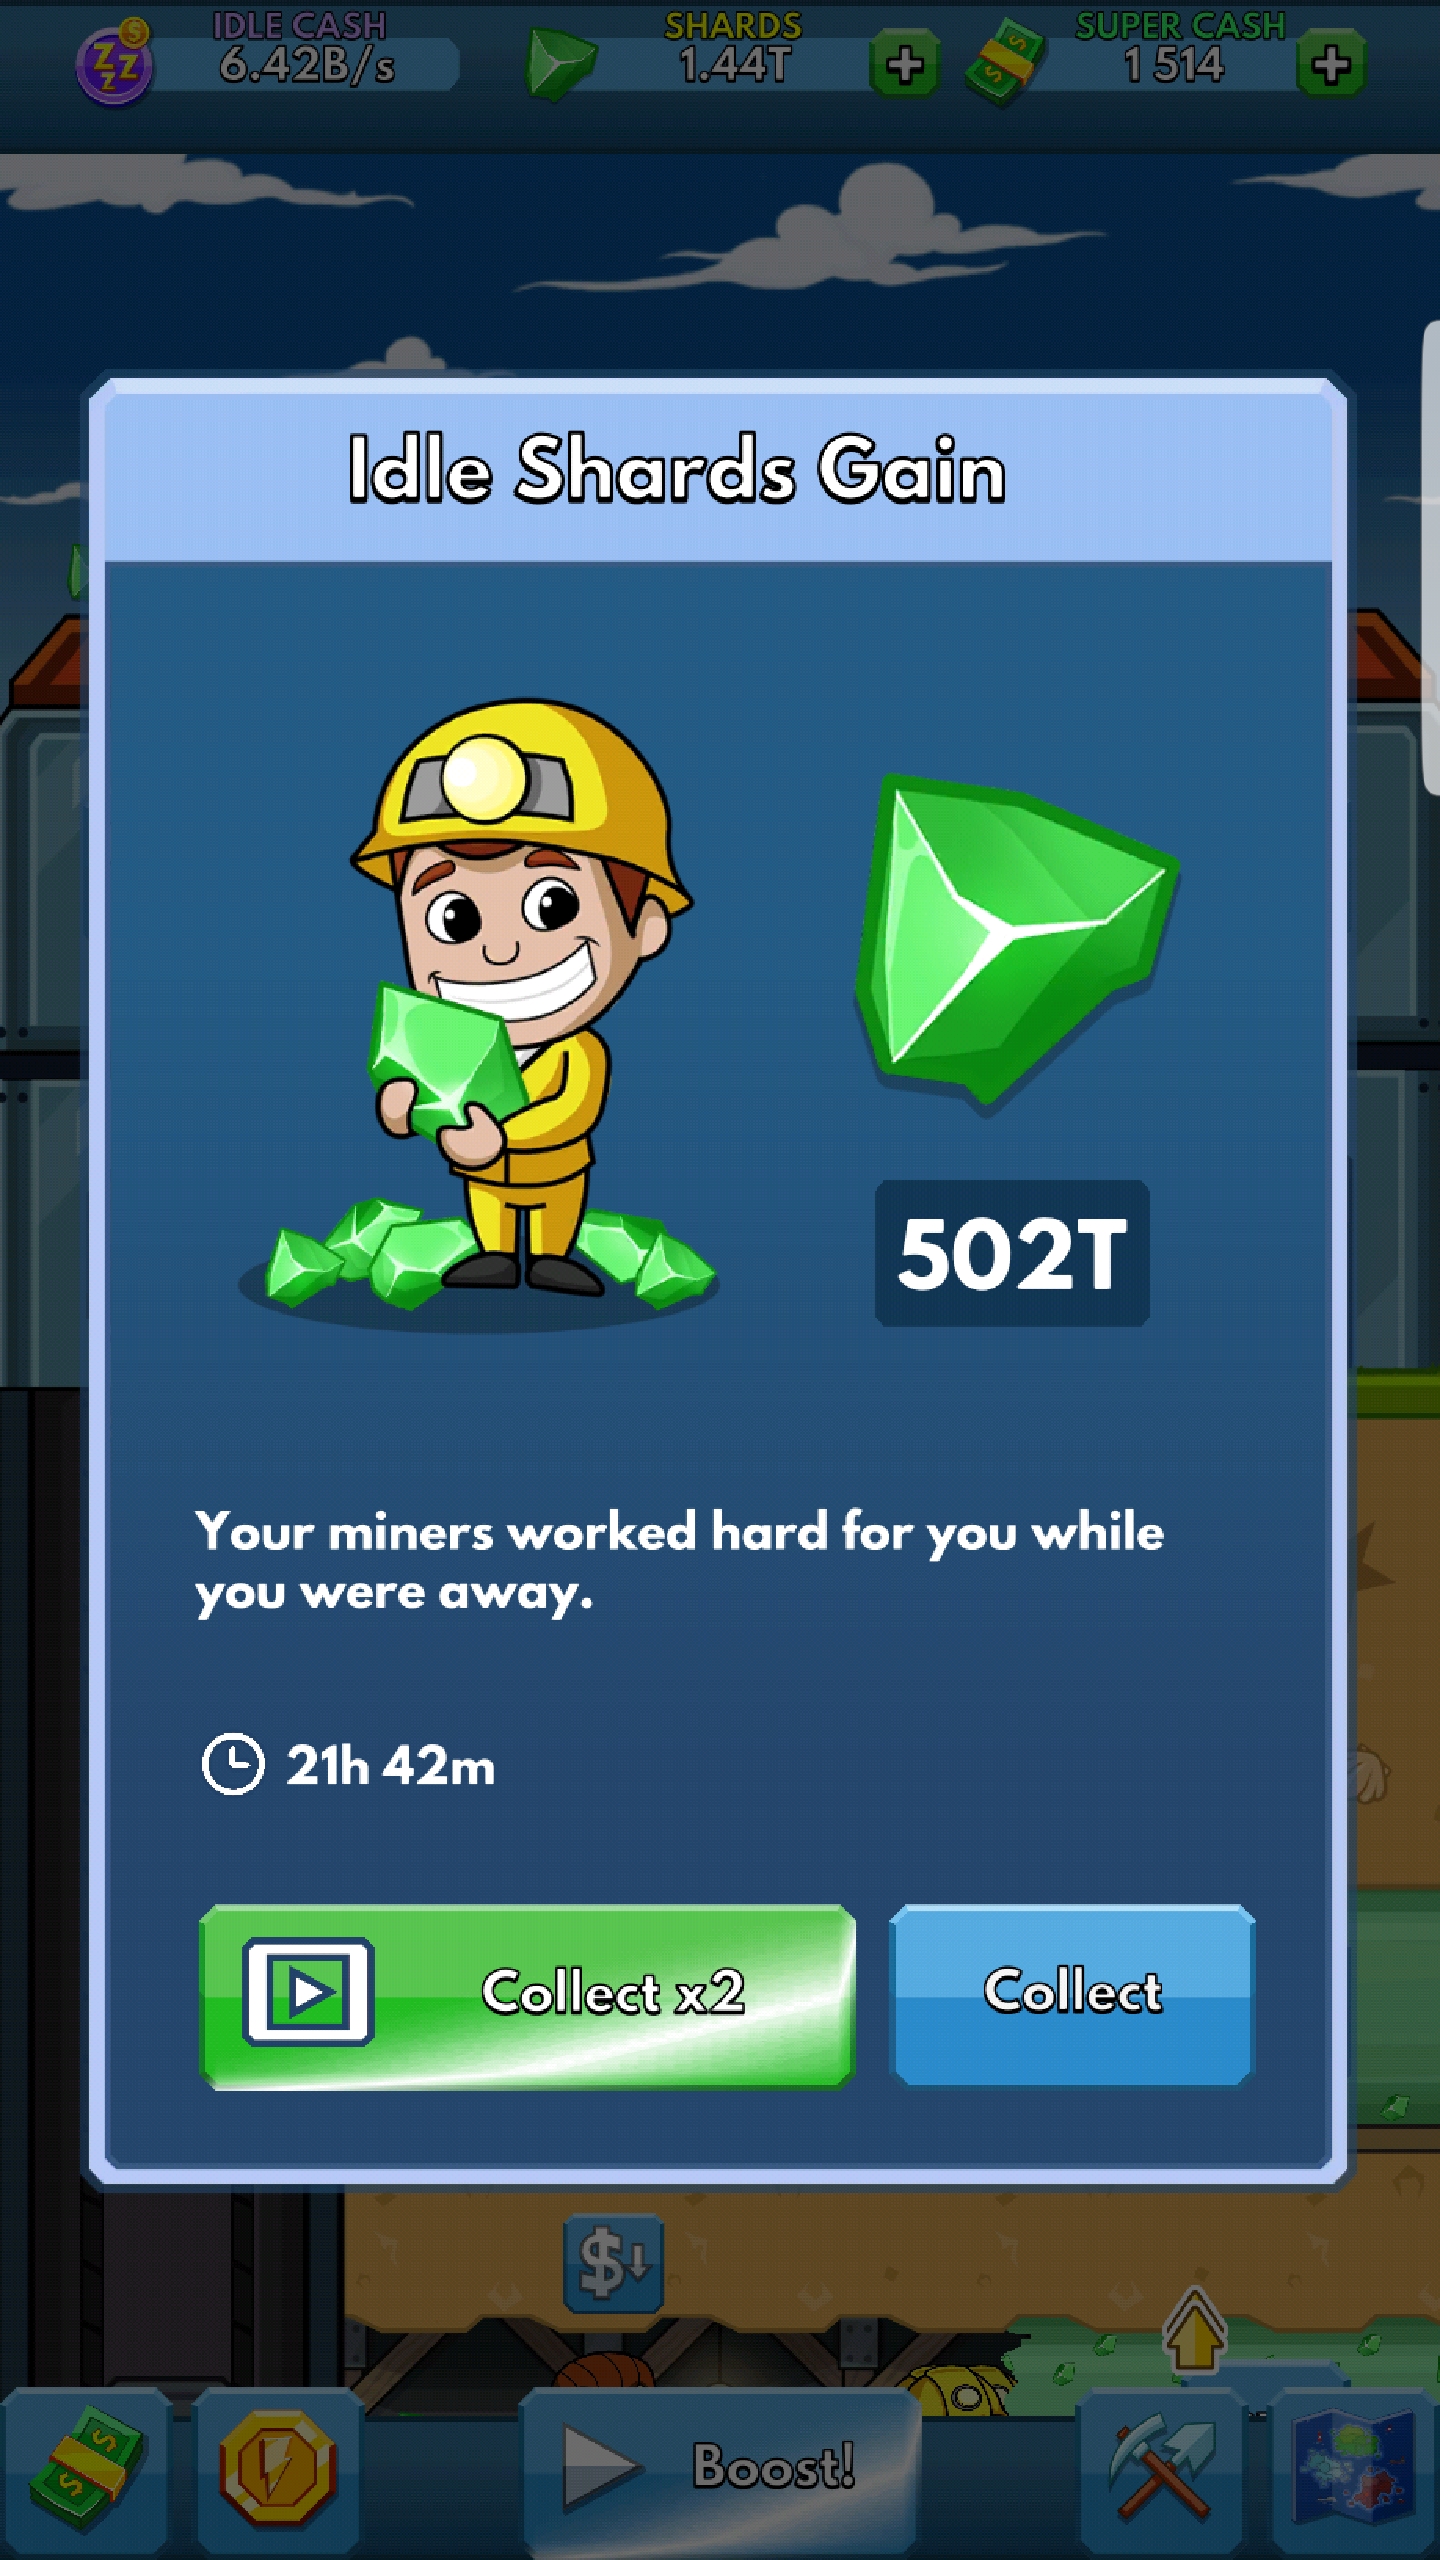 IDLE CASH
6.42B/s
SHARDS
1.44T
SUPER CASH
1 514
Idle Shards Gain
502T
Your miners worked hard for you while
you were away.
21h 42m
Collect x2
Collect
Boost!